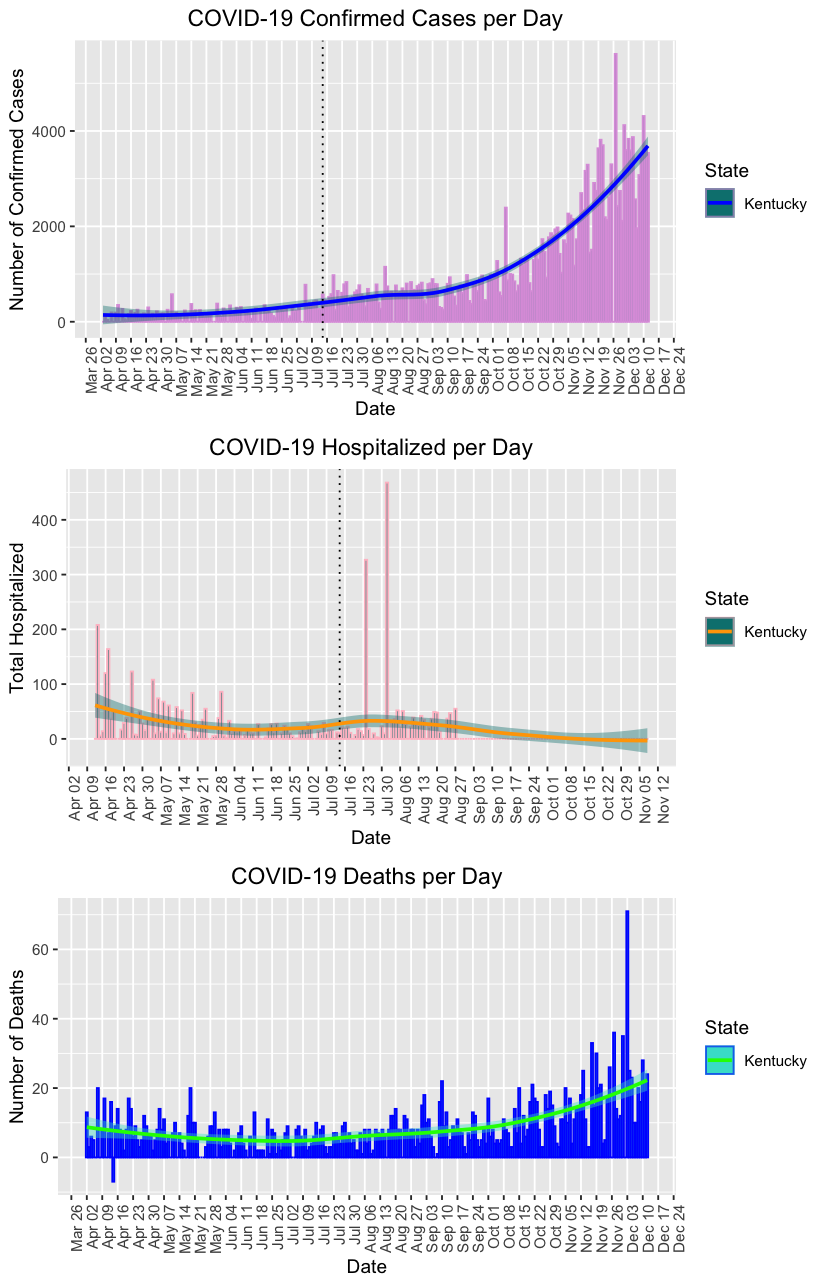 COVID-19 Confirmed Cases per Day
Number of Confirmed Cases
4000
2000
0
Mar 26
Apr 02
Apr 09
Apr 16
Apr 23
Apr 30
May 07
May 14
May 21
May 28
Jun 04
Jun 11
Jun 18
Jun 25
Jul 02
Jul 09
Jul 16
Jul 23
Jul 30
Aug 06
Aug 13
Aug 20
Aug 27
Sep 03
Sep 10
Sep 17
Sep 24
Oct 01
Oct 08
Oct 15
Oct 22
Oct 29
Nov 05
Nov 12
Nov 19
Nov 26
Dec 03
Dec 10
Dec 17
Dec 24
Date
State
Kentucky
COVID-19 Hospitalized per Day
Total Hospitalized
400
300
200
100
0
Apr 02
Apr 09
Apr 16
Apr 23
Apr 30
May 07
May 14
May 21
May 28
Jun 04
Jun 11
Jun 18
Jun 25
Jul 02
Jul 09
Jul 16
Jul 23
Jul 30
Aug 06
Aug 13
Aug 20
Aug 27
Sep 03
Sep 10
Sep 17
Sep 24
Oct 01
Oct 08
Oct 15
Oct 22
Oct 29
Nov 05
Nov 12
Date
State
Kentucky
COVID-19 Deaths per Day
Number of Deaths
60
40
20
0
Mar 26
Apr 02
Apr 09
Apr 16
Apr 23
Apr 30
May 07
May 14
May 21
May 28
Jun 04
Jun 11
Jun 18
Jun 25
Jul 02
Jul 09
Jul 16
Jul 23
Jul 30
Aug 06
Aug 13
Aug 20
Aug 27
Sep 03
Sep 10
Sep 17
Sep 24
Oct 01
Oct 08
Oct 15
Oct 22
Oct 29
Nov 05
Nov 12
Nov 19
Nov 26
Dec 03
Dec 10
Dec 17
Dec 24
Date
State
Kentucky